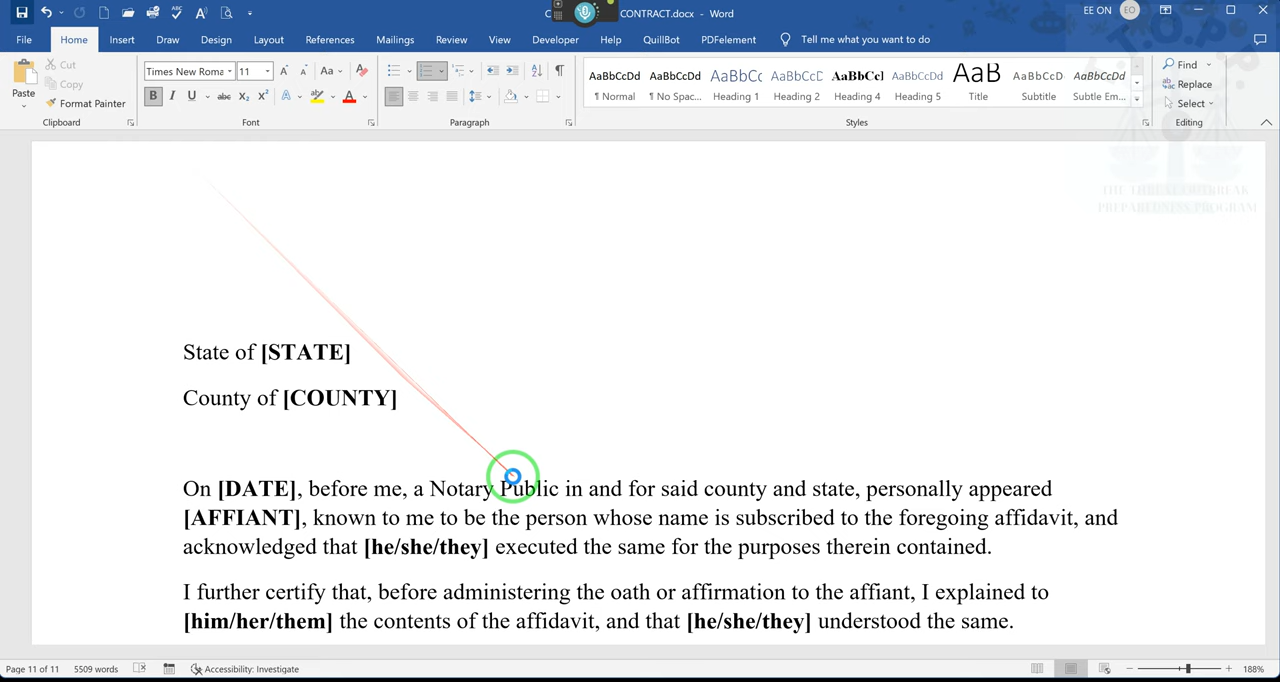 CONTRACT.docx - Word
EE ON
EO
File Home Insert Draw Design Layout References Mailings Review View Developer Help QuillBot PDFelement Tell me what you want to do
Paste
Cut
Copy
Format Painter
Clipboard
Times New Roma 11
Font
Paragraph
AaBbCcDd AaBbCcDd AaBbCc AaBbCcD AaBbCcI AaBbCcDd AaB AaBbCcD AaBbCcDd
¶ Normal ¶ No Spac... Heading 1 Heading 2 Heading 4 Heading 5 Title Subtitle Subtle Em...
Styles
Find
Replace
Select
Editing
T.O.P.P
THE THREAT OUTBREAK
PREPAREDNESS PROGRAM
State of [STATE]
County of [COUNTY]
On [DATE], before me, a Notary Public in and for said county and state, personally appeared
[AFFIANT], known to me to be the person whose name is subscribed to the foregoing affidavit, and
acknowledged that [he/she/they] executed the same for the purposes therein contained.
I further certify that, before administering the oath or affirmation to the affiant, I explained to
[him/her/them] the contents of the affidavit, and that [he/she/they] understood the same.
Page 11 of 11 5509 words Accessibility: Investigate 188%